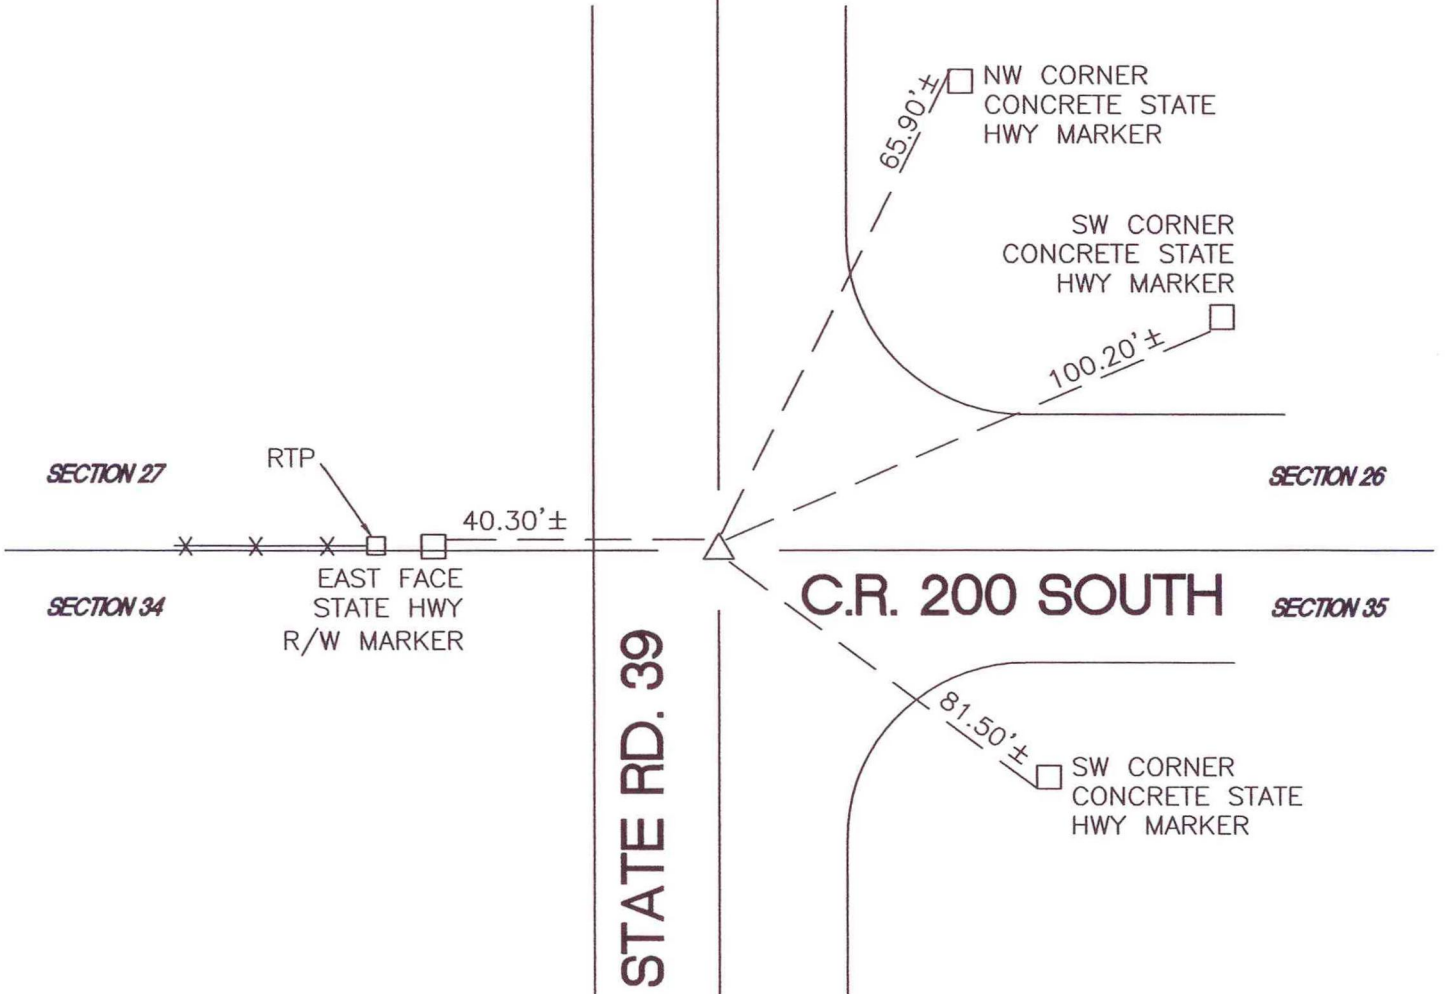 65.90'±
NW CORNER
CONCRETE STATE
HWY MARKER
SW CORNER
CONCRETE STATE
HWY MARKER
100.20'±
SECTION 27
RTP
40.30'±
SECTION 26
SECTION 34
EAST FACE
STATE HWY
R/W MARKER
C.R. 200 SOUTH
SECTION 35
STATE RD. 39
81.50'±
SW CORNER
CONCRETE STATE
HWY MARKER